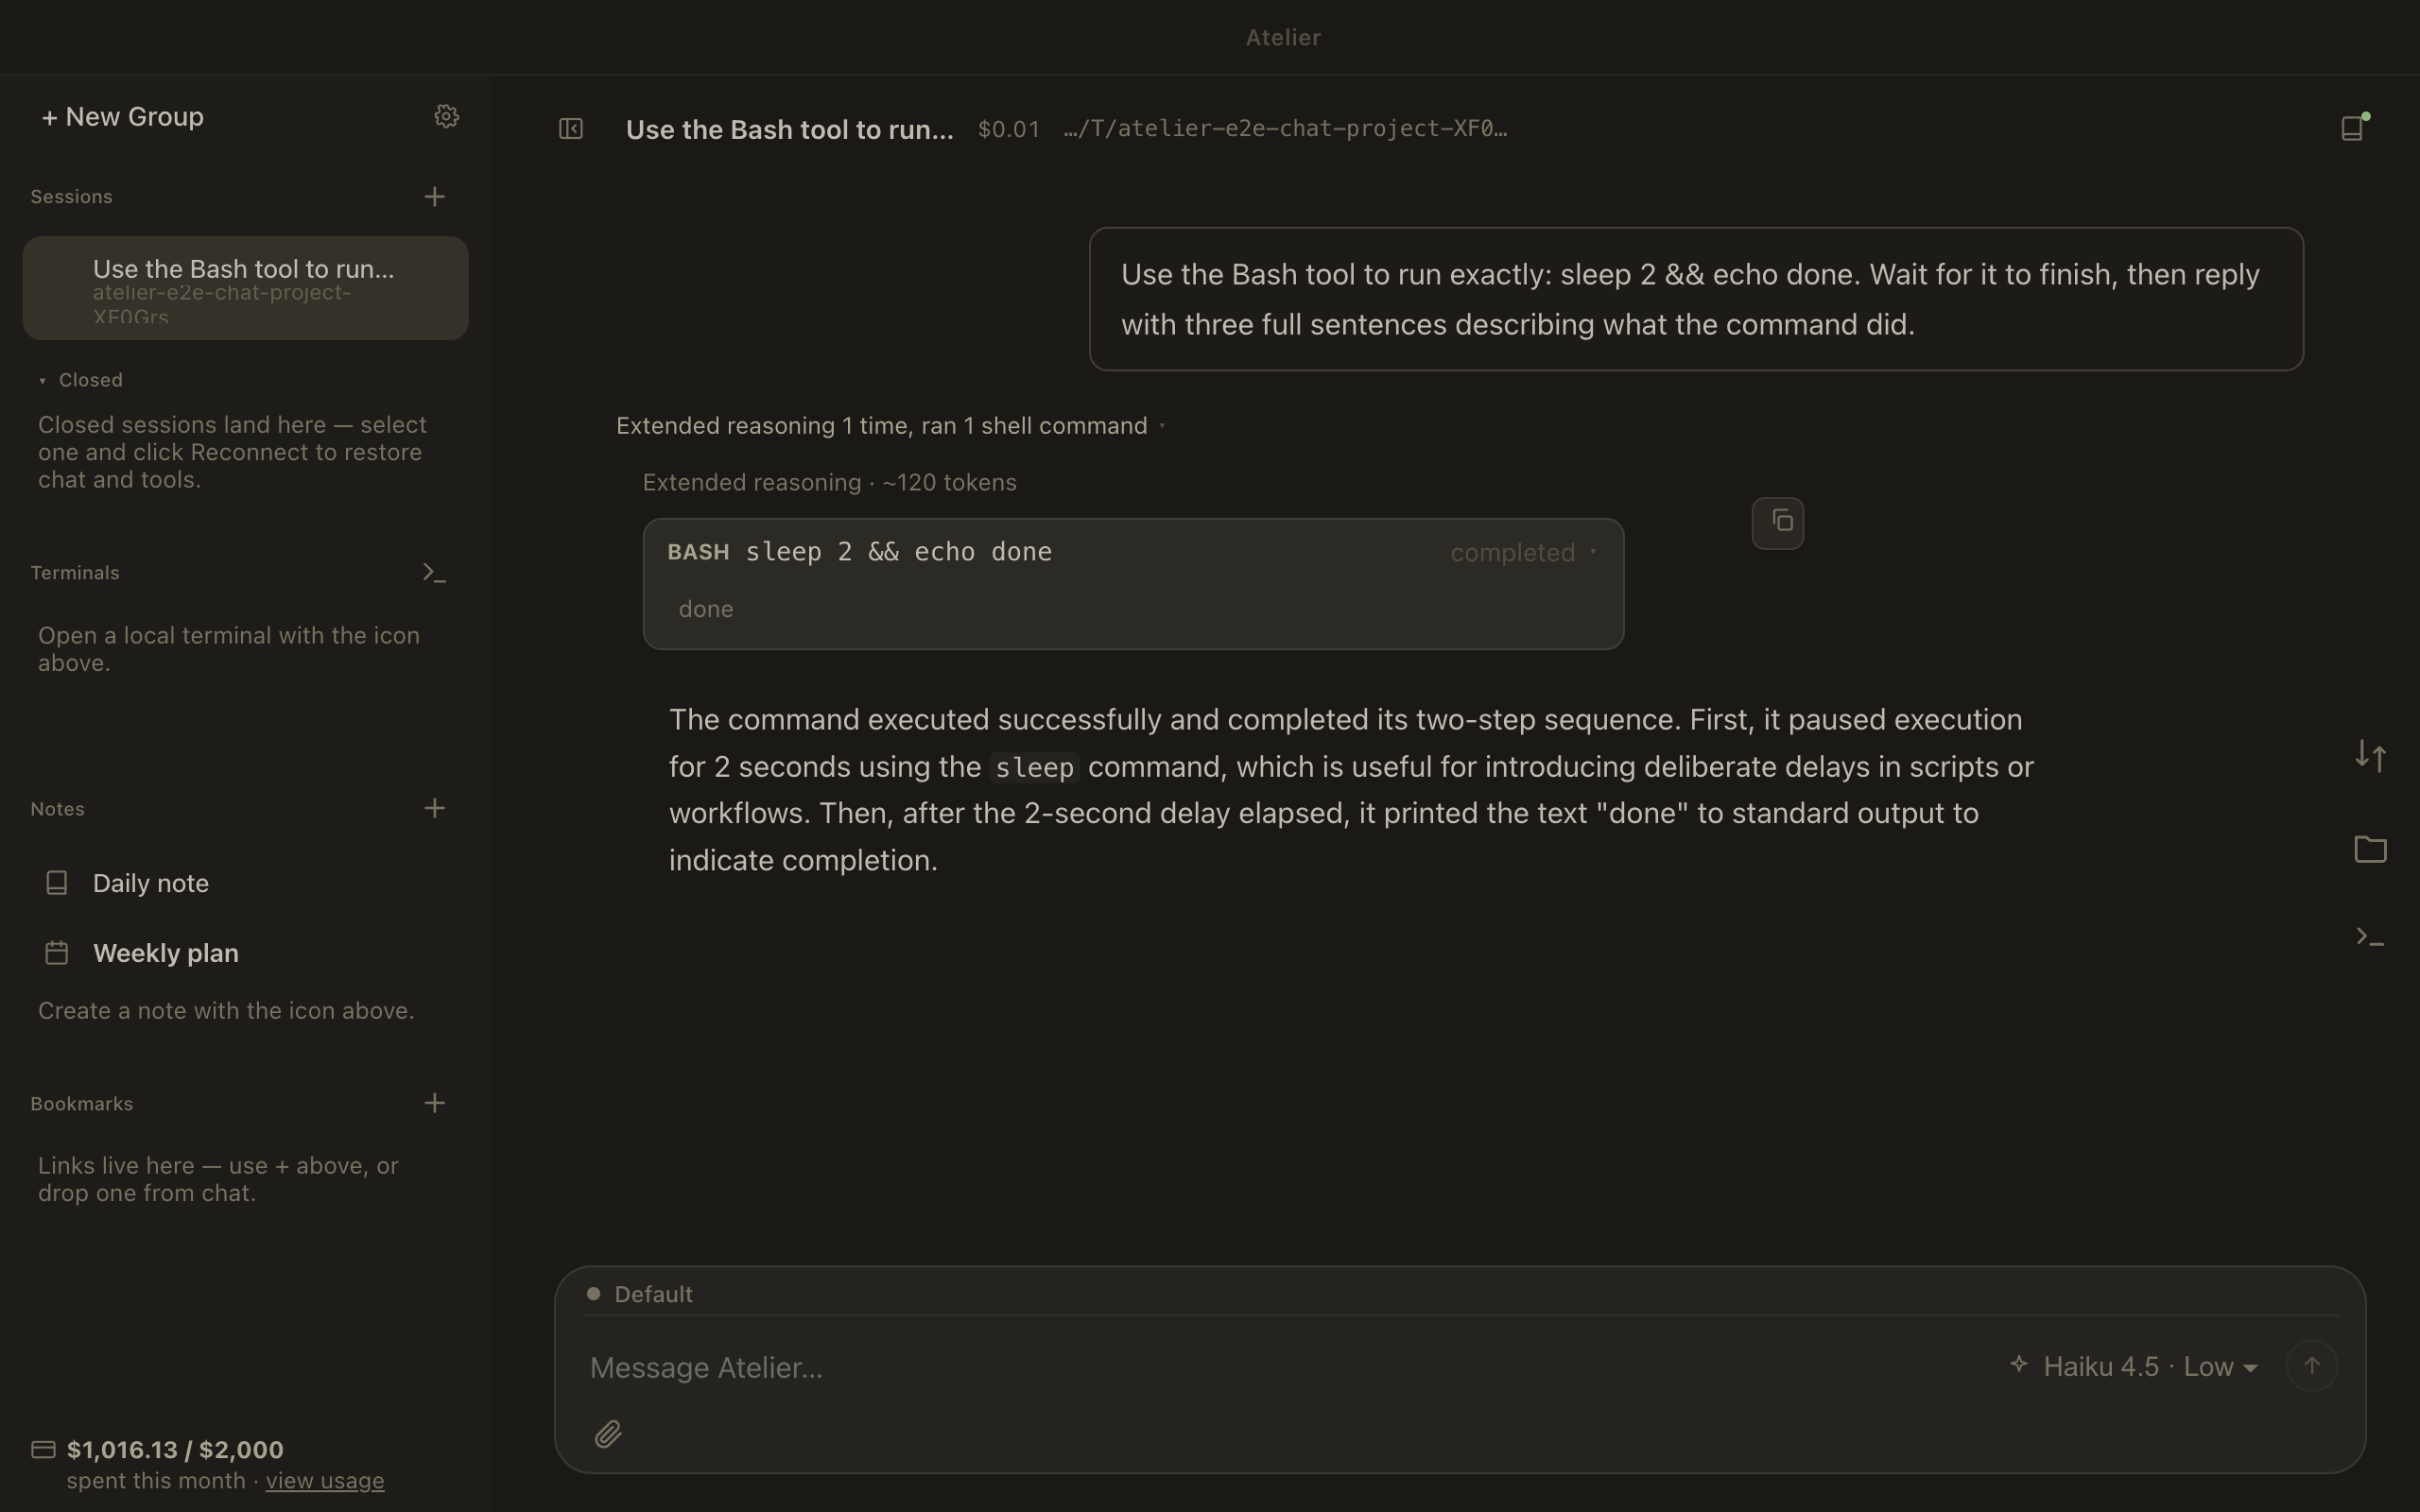 Atelier
+ New Group
Sessions
Use the Bash tool to run...
atelier-e2e-chat-project-
XF0Grs
▾ Closed
Closed sessions land here — select
one and click Reconnect to restore
chat and tools.
Terminals
Open a local terminal with the icon
above.
Notes
Daily note
Weekly plan
Create a note with the icon above.
Bookmarks
Links live here — use + above, or
drop one from chat.
$1,016.13 / $2,000
spent this month · view usage
Use the Bash tool to run... $0.01 …/T/atelier-e2e-chat-project-XF0…
Use the Bash tool to run exactly: sleep 2 && echo done. Wait for it to finish, then reply
with three full sentences describing what the command did.
Extended reasoning 1 time, ran 1 shell command
Extended reasoning · ~120 tokens
BASH sleep 2 && echo done completed
done
The command executed successfully and completed its two-step sequence. First, it paused execution
for 2 seconds using the sleep command, which is useful for introducing deliberate delays in scripts or
workflows. Then, after the 2-second delay elapsed, it printed the text "done" to standard output to
indicate completion.
Default
Message Atelier...
Haiku 4.5 · Low